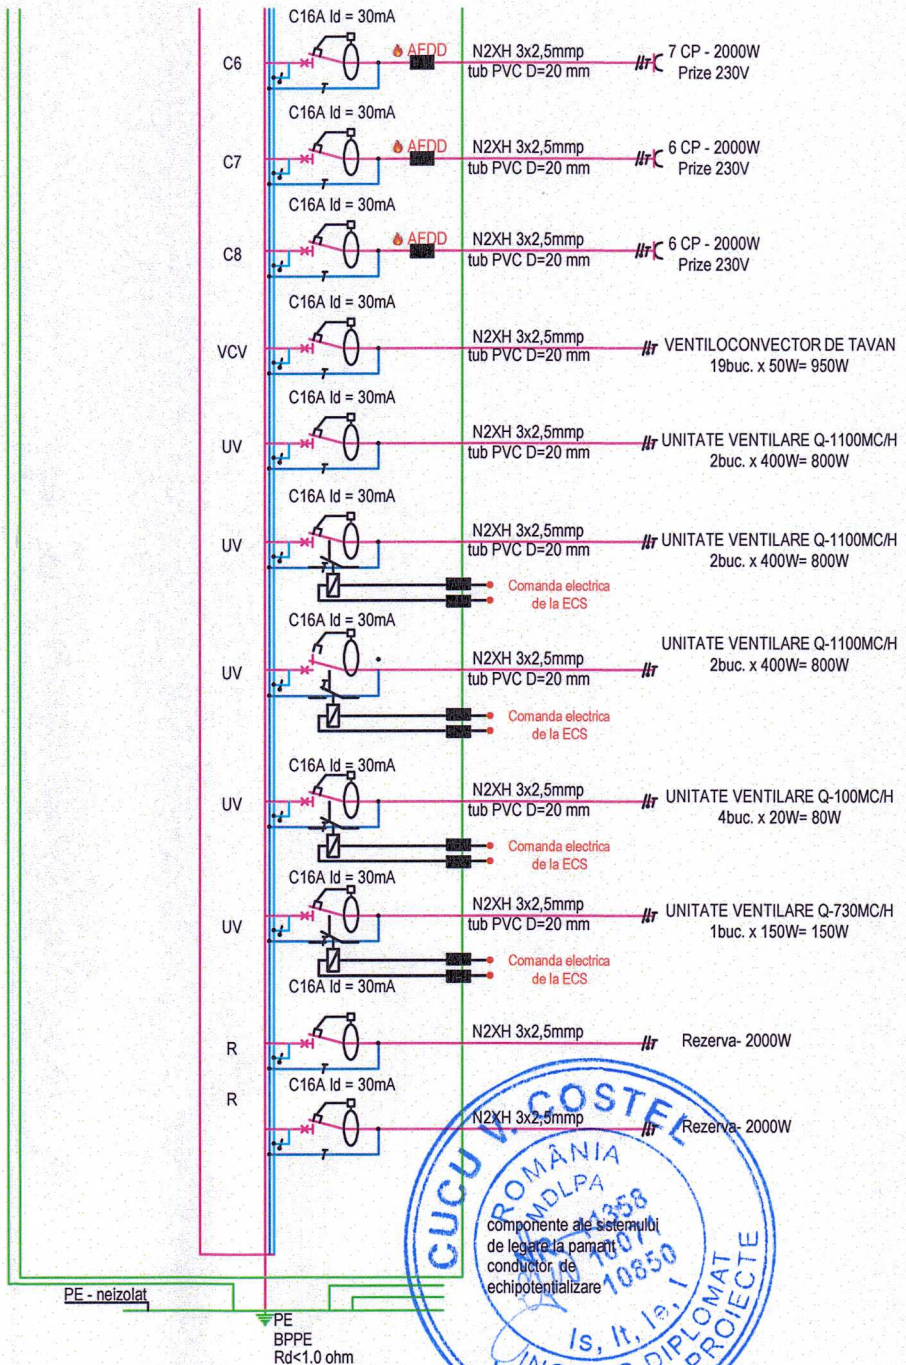 C16A Id = 30mA
C6
AFDD
N2XH 3x2,5mmp
tub PVC D=20 mm
7 CP - 2000W
Prize 230V
C16A Id = 30mA
C7
AFDD
N2XH 3x2,5mmp
tub PVC D=20 mm
6 CP - 2000W
Prize 230V
C16A Id = 30mA
C8
AFDD
N2XH 3x2,5mmp
tub PVC D=20 mm
6 CP - 2000W
Prize 230V
C16A Id = 30mA
VCV
N2XH 3x2,5mmp
tub PVC D=20 mm
VENTILOCONVECTOR DE TAVAN
19buc. x 50W= 950W
C16A Id = 30mA
UV
N2XH 3x2,5mmp
tub PVC D=20 mm
UNITATE VENTILARE Q-1100MC/H
2buc. x 400W= 800W
C16A Id = 30mA
UV
N2XH 3x2,5mmp
tub PVC D=20 mm
UNITATE VENTILARE Q-1100MC/H
2buc. x 400W= 800W
Comanda electrica
de la ECS
C16A Id = 30mA
UV
N2XH 3x2,5mmp
tub PVC D=20 mm
UNITATE VENTILARE Q-1100MC/H
2buc. x 400W= 800W
Comanda electrica
de la ECS
C16A Id = 30mA
UV
N2XH 3x2,5mmp
tub PVC D=20 mm
UNITATE VENTILARE Q-100MC/H
4buc. x 20W= 80W
Comanda electrica
de la ECS
C16A Id = 30mA
UV
N2XH 3x2,5mmp
tub PVC D=20 mm
UNITATE VENTILARE Q-730MC/H
1buc. x 150W= 150W
Comanda electrica
de la ECS
C16A Id = 30mA
R
N2XH 3x2,5mmp
Rezerva- 2000W
C16A Id = 30mA
R
N2XH 3x2,5mmp
Rezerva- 2000W
CUCU V. COSTEL
ROMÂNIA
MDLPA
NR. 11358
10071
10850
Is, It, Ie, I
DIPLOMAT
PROIECTE
componente ale sistemului
de legare la pamant
conductor de
echipotentializare
PE - neizolat
PE
BPPE
Rd<1.0 ohm